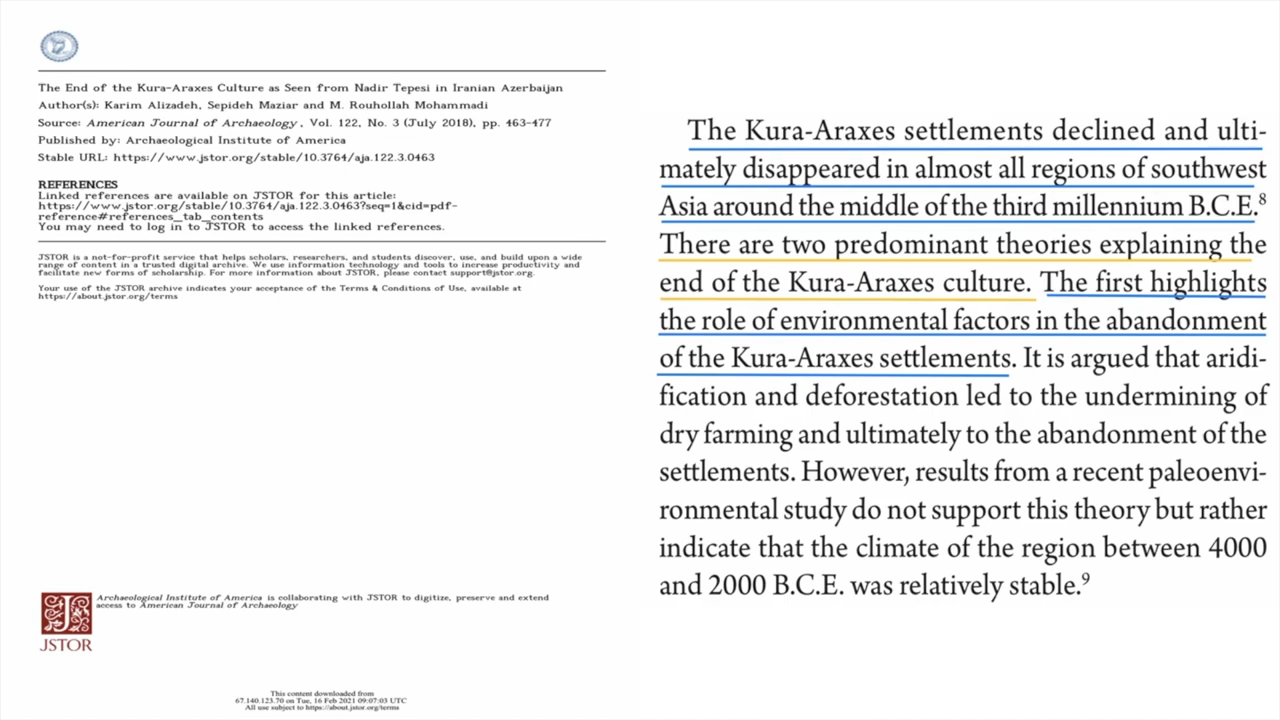 The End of the Kura-Araxes Culture as Seen from Nadir Tepesi in Iranian Azerbaijan
Author(s): Karim Alizadeh, Sepideh Maziar and M. Rouhollah Mohammadi
Source: American Journal of Archaeology, Vol. 122, No. 3 (July 2018), pp. 463-477
Published by: Archaeological Institute of America
Stable URL: https://www.jstor.org/stable/10.3764/aja.122.3.0463
REFERENCES
Linked references are available on JSTOR for this article:
https://www.jstor.org/stable/10.3764/aja.122.3.0463?seq=1&cid=pdf-
reference#references_tab_contents
You may need to log in to JSTOR to access the linked references.
JSTOR is a not-for-profit service that helps scholars, researchers, and students discover, use, and build upon a wide
range of content in a trusted digital archive. We use information technology and tools to increase productivity and
facilitate new forms of scholarship. For more information about JSTOR, please contact support@jstor.org.
Your use of the JSTOR archive indicates your acceptance of the Terms & Conditions of Use, available at
https://about.jstor.org/terms
Archaeological Institute of America is collaborating with JSTOR to digitize, preserve and extend
access to American Journal of Archaeology
JSTOR
This content downloaded from
67.140.123.70 on Tue, 16 Feb 2021 09:07:03 UTC
All use subject to https://about.jstor.org/terms
The Kura-Araxes settlements declined and ulti-
mately disappeared in almost all regions of southwest
Asia around the middle of the third millennium B.C.E.⁸
There are two predominant theories explaining the
end of the Kura-Araxes culture. The first highlights
the role of environmental factors in the abandonment
of the Kura-Araxes settlements. It is argued that aridi-
fication and deforestation led to the undermining of
dry farming and ultimately to the abandonment of the
settlements. However, results from a recent paleoenvi-
ronmental study do not support this theory but rather
indicate that the climate of the region between 4000
and 2000 B.C.E. was relatively stable.⁹